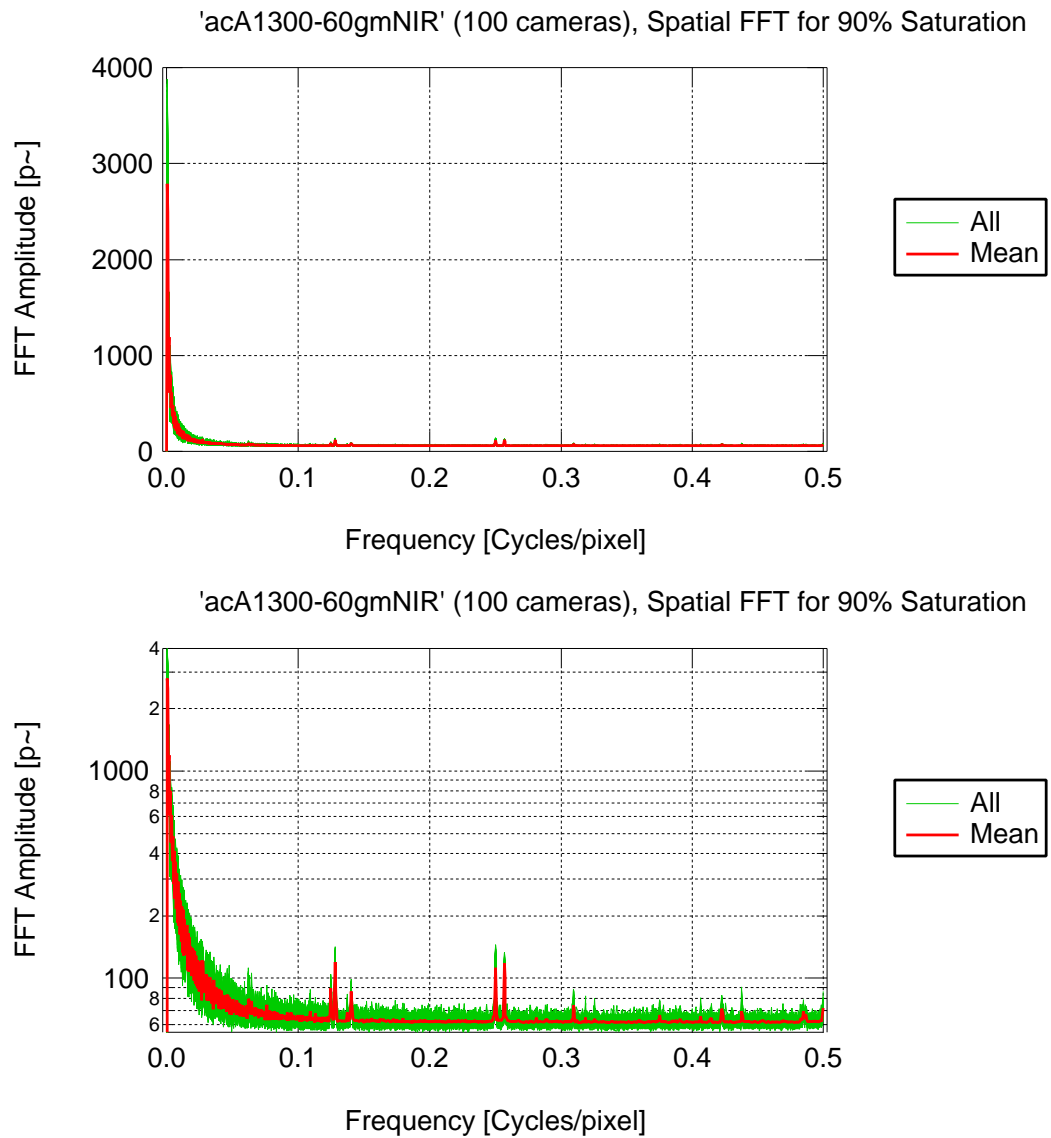 'acA1300-60gmNIR' (100 cameras), Spatial FFT for 90% Saturation
4000
3000
2000
1000
0
FFT Amplitude [p~]
0.0 0.1 0.2 0.3 0.4 0.5
Frequency [Cycles/pixel]
All
Mean
'acA1300-60gmNIR' (100 cameras), Spatial FFT for 90% Saturation
4
2
1000
8
6
4
2
100
8
6
FFT Amplitude [p~]
0.0 0.1 0.2 0.3 0.4 0.5
Frequency [Cycles/pixel]
All
Mean